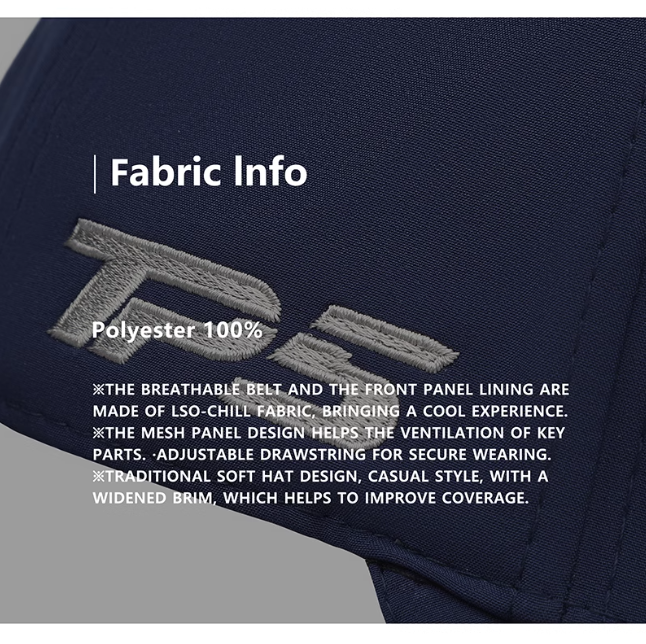 Fabric lnfo
TP5
Polyester 100%
※THE BREATHABLE BELT AND THE FRONT PANEL LINING ARE
MADE OF LSO-CHILL FABRIC, BRINGING A COOL EXPERIENCE.
※THE MESH PANEL DESIGN HELPS THE VENTILATION OF KEY
PARTS. ·ADJUSTABLE DRAWSTRING FOR SECURE WEARING.
※TRADITIONAL SOFT HAT DESIGN, CASUAL STYLE, WITH A
WIDENED BRIM, WHICH HELPS TO IMPROVE COVERAGE.